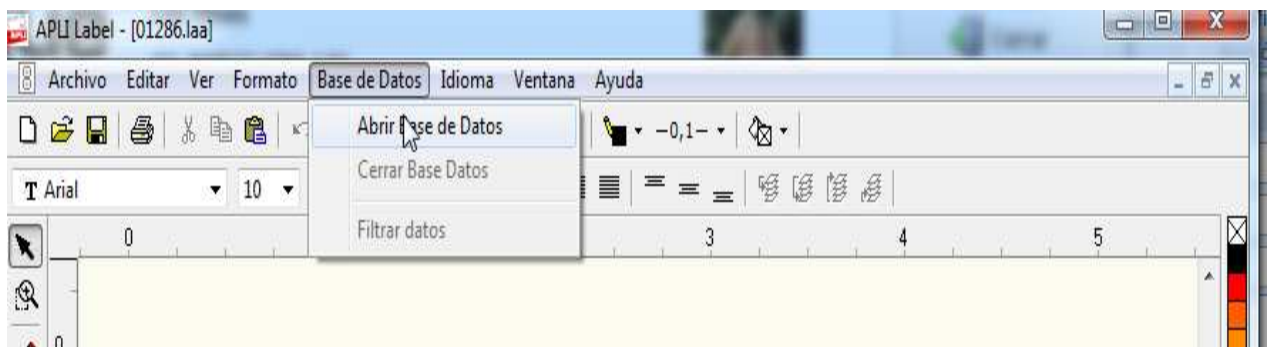 APLI Label - [01286.laa]
Archivo Editar Ver Formato Base de Datos Idioma Ventana Ayuda
Abrir Base de Datos
-0,1-
Cerrar Base Datos
T Arial 10
Filtrar datos
0 3 4 5
0